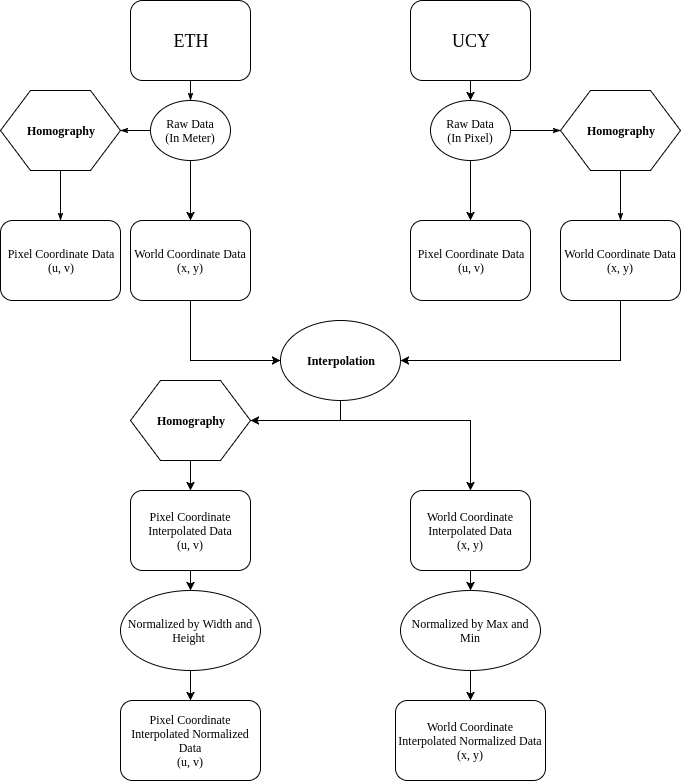 ETH
UCY
Homography
Raw Data
(In Meter)
Raw Data
(In Pixel)
Homography
Pixel Coordinate Data
(u, v)
World Coordinate Data
(x, y)
Pixel Coordinate Data
(u, v)
World Coordinate Data
(x, y)
Interpolation
Homography
Pixel Coordinate
Interpolated Data
(u, v)
World Coordinate
Interpolated Data
(x, y)
Normalized by Width and
Height
Normalized by Max and
Min
Pixel Coordinate
Interpolated Normalized
Data
(u, v)
World Coordinate
Interpolated Normalized Data
(x, y)